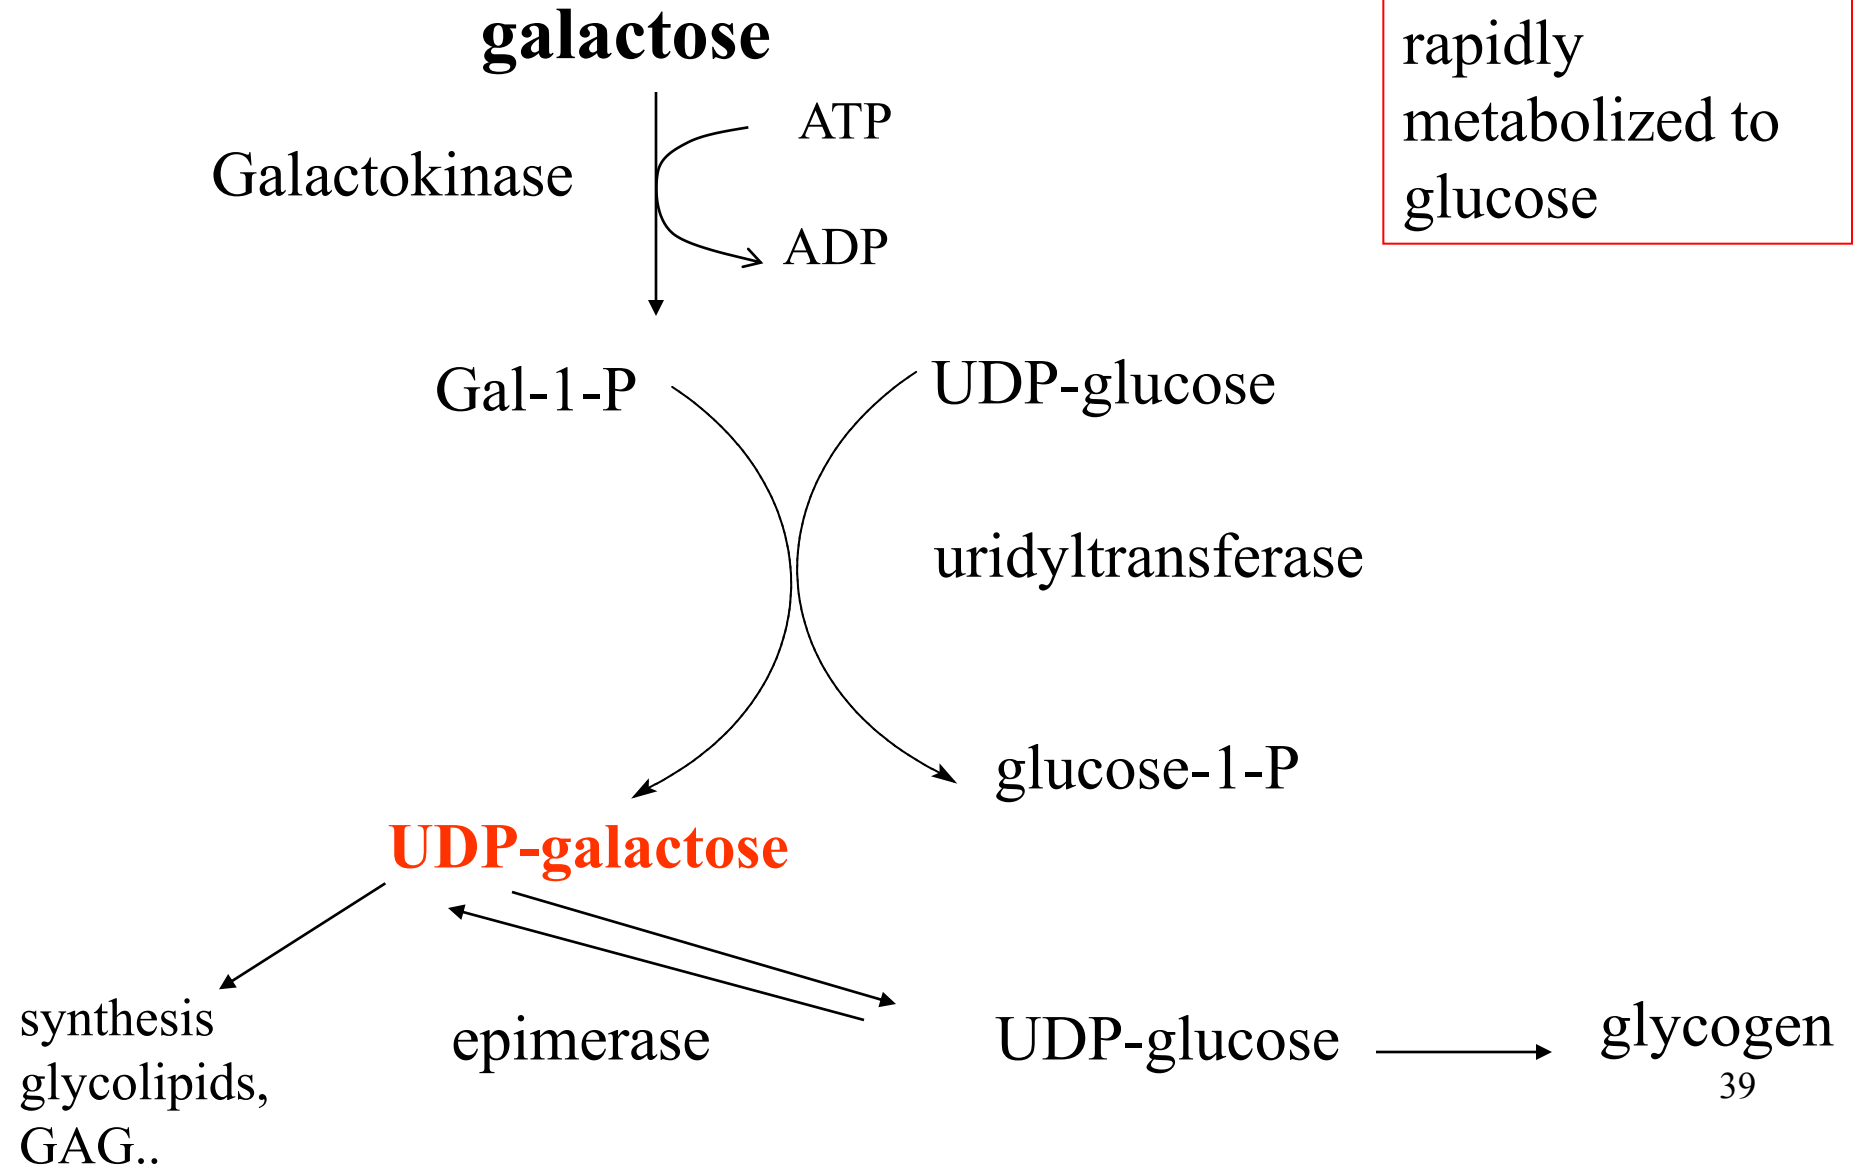 galactose
rapidly
metabolized to
glucose
ATP
Galactokinase
ADP
Gal-1-P
UDP-glucose
uridyltransferase
glucose-1-P
UDP-galactose
synthesis
glycolipids,
GAG..
epimerase
UDP-glucose
glycogen
39